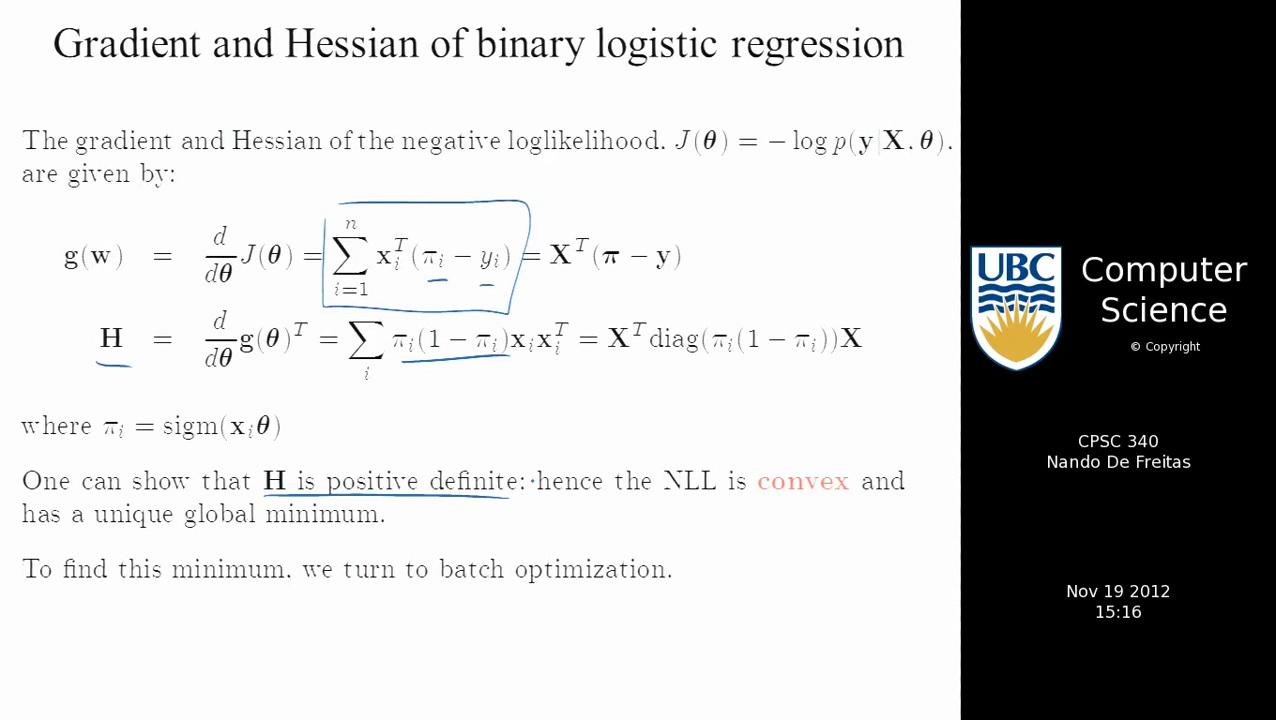 Gradient and Hessian of binary logistic regression
The gradient and Hessian of the negative loglikelihood, J(θ) = − log p(y|X, θ),
are given by:
g(w) = d/dθ J(θ) = ∑_{i=1}^{n} x_i^T(π_i − y_i) = X^T(π − y)
H = d/dθ g(θ)^T = ∑_i π_i(1 − π_i)x_i x_i^T = X^T diag(π_i(1 − π_i))X
where π_i = sigm(x_iθ)
One can show that H is positive definite; hence the NLL is convex and
has a unique global minimum.
To find this minimum, we turn to batch optimization.
UBC
Computer
Science
© Copyright
CPSC 340
Nando De Freitas
Nov 19 2012
15:16